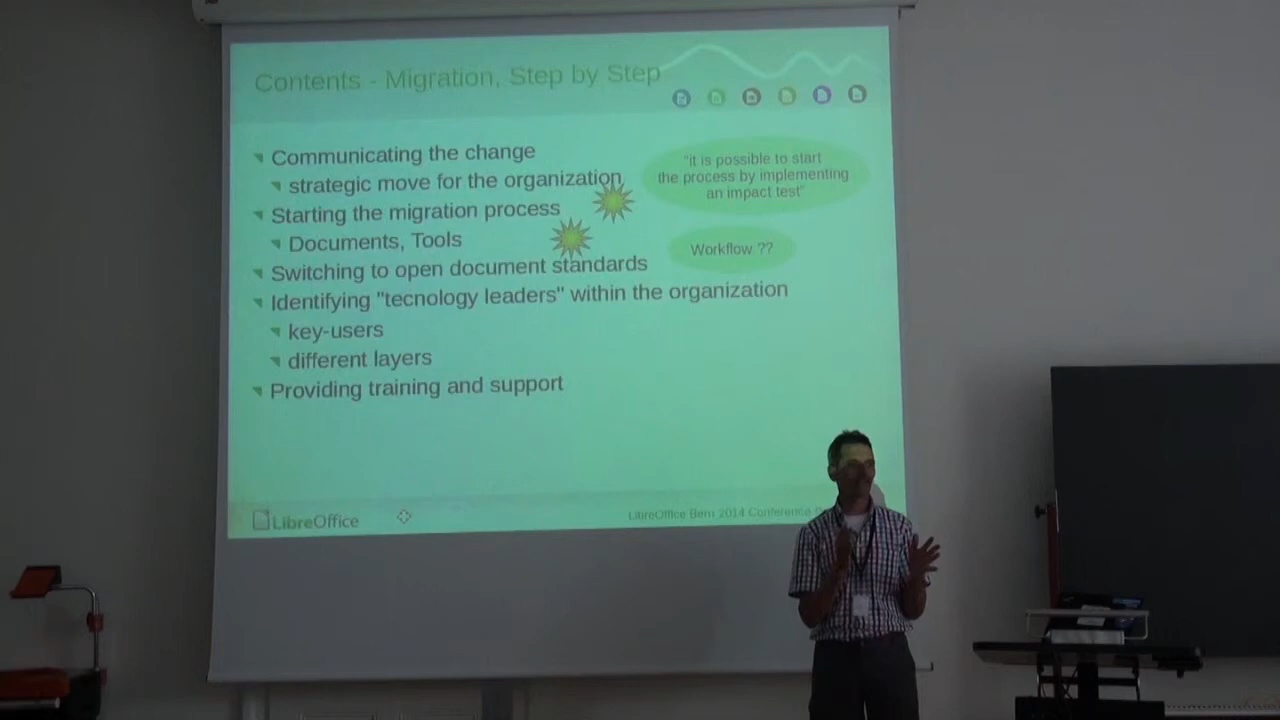 Contents - Migration, Step by Step
Communicating the change
strategic move for the organization
Starting the migration process
Documents, Tools
Switching to open document standards
Identifying "tecnology leaders" within the organization
key-users
different layers
Providing training and support
"it is possible to start
the process by implementing
an impact test"
Workflow ??
LibreOffice
LibreOffice Bern 2014 Conference